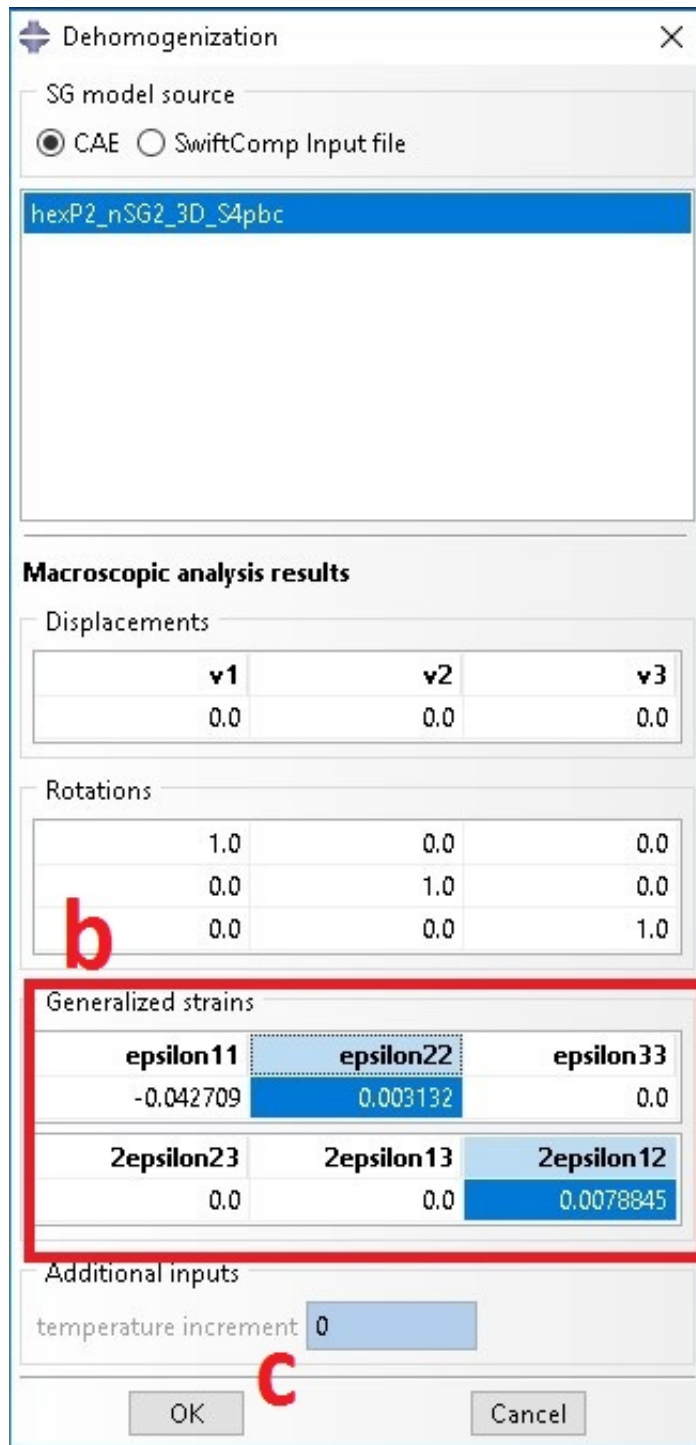 Dehomogenization
SG model source
CAE SwiftComp Input file
hexP2_nSG2_3D_S4pbc
Macroscopic analysis results
Displacements
v1 v2 v3
0.0 0.0 0.0
Rotations
1.0 0.0 0.0
0.0 1.0 0.0
0.0 0.0 1.0
b
Generalized strains
epsilon11 epsilon22 epsilon33
-0.042709 0.003132 0.0
2epsilon23 2epsilon13 2epsilon12
0.0 0.0 0.0078845
Additional inputs
temperature increment 0
c
OK Cancel